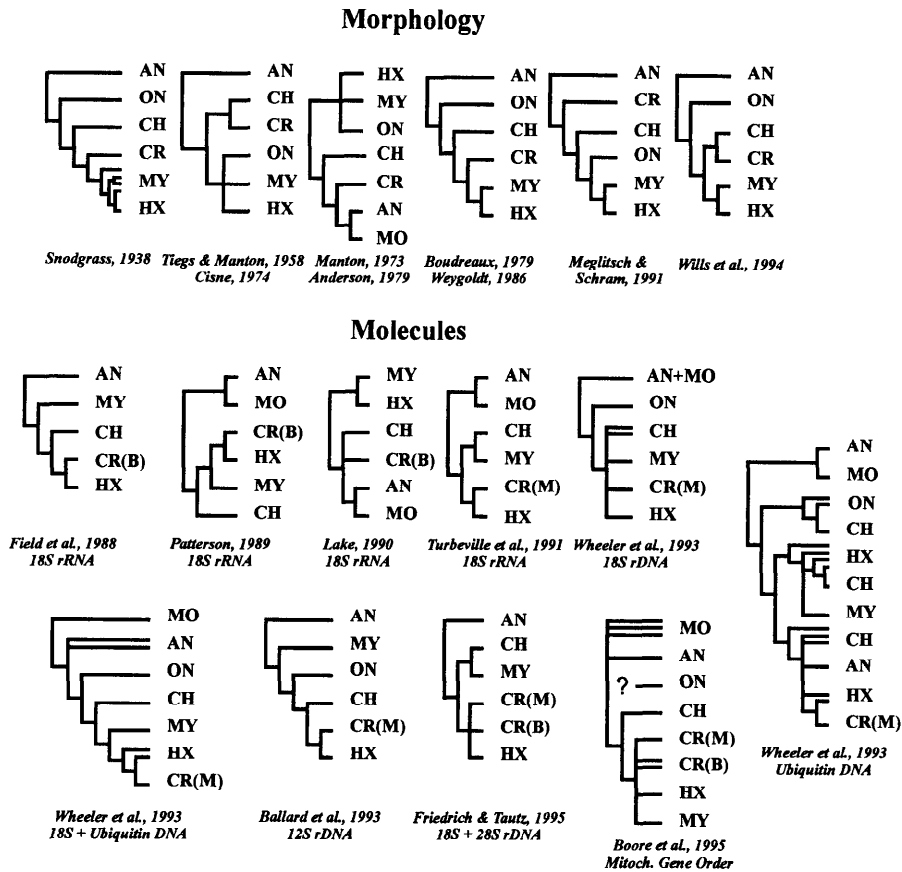 Morphology
AN
ON
CH
CR
MY
HX
Snodgrass, 1938
AN
CH
CR
ON
MY
HX
Tiegs & Manton, 1958
Cisne, 1974
HX
MY
ON
CH
CR
AN
MO
Manton, 1973
Anderson, 1979
AN
ON
CH
CR
MY
HX
Boudreaux, 1979
Weygoldt, 1986
AN
CR
CH
ON
MY
HX
Meglitsch &
Schram, 1991
AN
ON
CH
CR
MY
HX
Wills et al., 1994
Molecules
AN
MY
CH
CR(B)
HX
Field et al., 1988
18S rRNA
AN
MO
CR(B)
HX
MY
CH
Patterson, 1989
18S rRNA
MY
HX
CH
CR(B)
AN
MO
Lake, 1990
18S rRNA
AN
MO
CH
MY
CR(M)
HX
Turbeville et al., 1991
18S rRNA
AN+MO
ON
CH
MY
CR(M)
HX
Wheeler et al., 1993
18S rDNA
AN
MO
ON
CH
HX
CH
MY
CH
AN
HX
CR(M)
Wheeler et al., 1993
Ubiquitin DNA
MO
AN
ON
CH
MY
HX
CR(M)
Wheeler et al., 1993
18S + Ubiquitin DNA
AN
MY
ON
CH
CR(M)
HX
Ballard et al., 1993
12S rDNA
AN
CH
MY
CR(M)
CR(B)
HX
Friedrich & Tautz, 1995
18S + 28S rDNA
MO
AN
? ON
CH
CR(M)
CR(B)
HX
MY
Boore et al., 1995
Mitoch. Gene Order